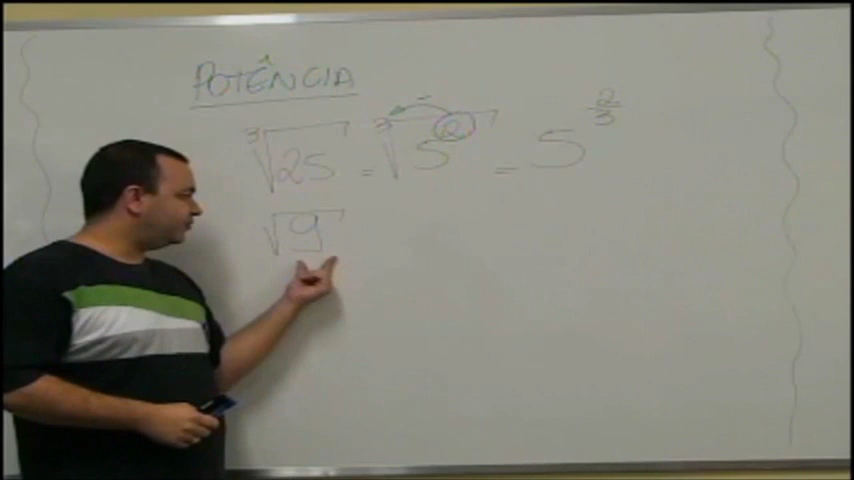 POTÊNCIA
∛25 = ∛5² = 5^(2/3)
√9